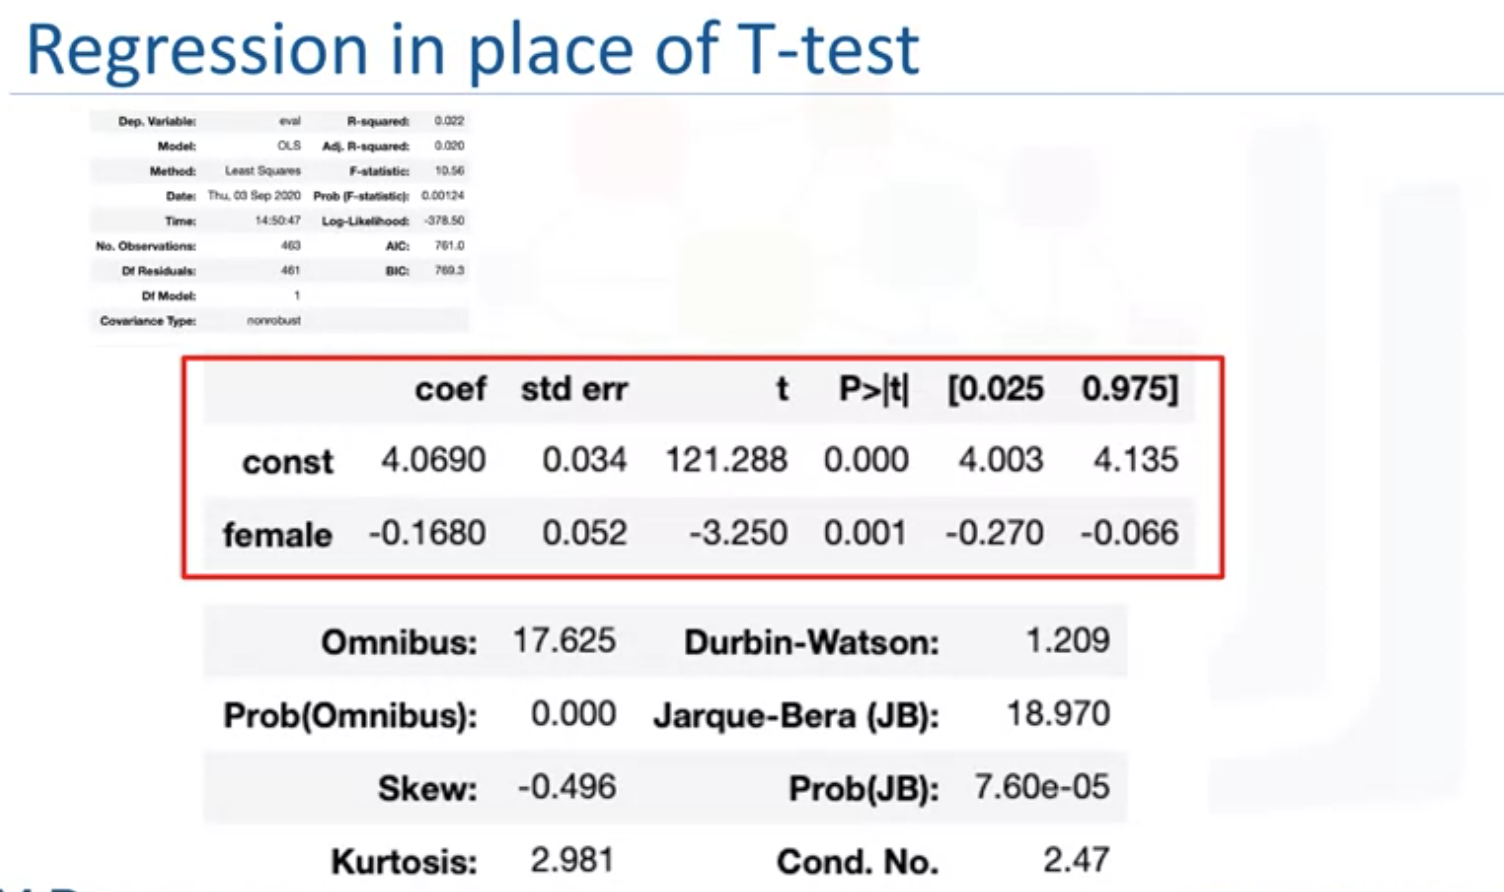 Regression in place of T-test
Dep. Variable: eval R-squared: 0.022
Model: OLS Adj. R-squared: 0.020
Method: Least Squares F-statistic: 10.56
Date: Thu, 03 Sep 2020 Prob (F-statistic): 0.00124
Time: 14:50:47 Log-Likelihood: -378.50
No. Observations: 463 AIC: 761.0
Df Residuals: 461 BIC: 769.3
Df Model: 1
Covariance Type: nonrobust
coef std err t P>|t| [0.025 0.975]
const 4.0690 0.034 121.288 0.000 4.003 4.135
female -0.1680 0.052 -3.250 0.001 -0.270 -0.066
Omnibus: 17.625 Durbin-Watson: 1.209
Prob(Omnibus): 0.000 Jarque-Bera (JB): 18.970
Skew: -0.496 Prob(JB): 7.60e-05
Kurtosis: 2.981 Cond. No. 2.47